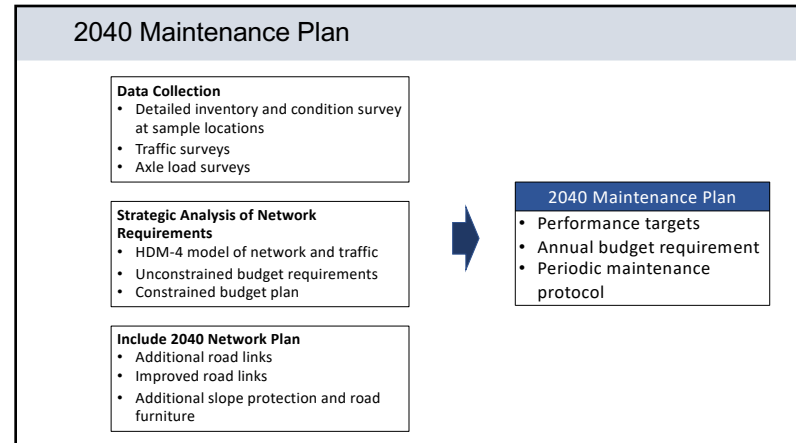 2040 Maintenance Plan
Data Collection
• Detailed inventory and condition survey
at sample locations
• Traffic surveys
• Axle load surveys
Strategic Analysis of Network
Requirements
• HDM-4 model of network and traffic
• Unconstrained budget requirements
• Constrained budget plan
Include 2040 Network Plan
• Additional road links
• Improved road links
• Additional slope protection and road
furniture
2040 Maintenance Plan
• Performance targets
• Annual budget requirement
• Periodic maintenance
protocol